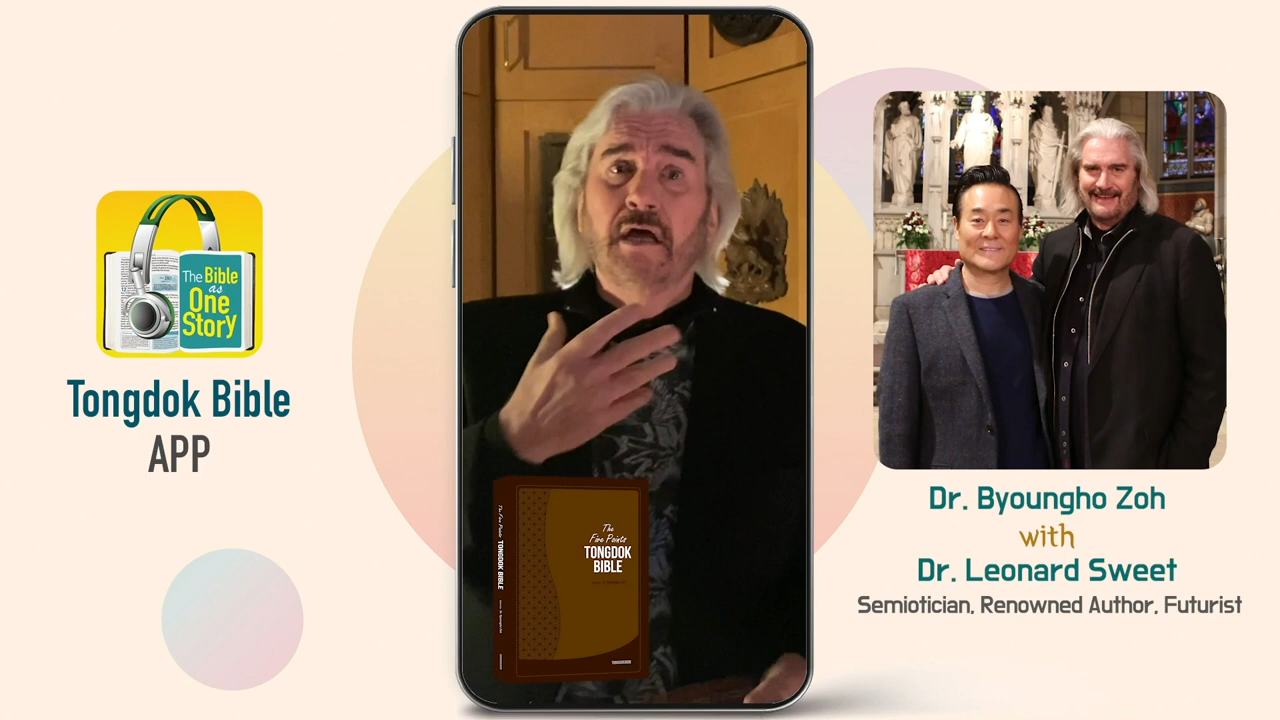 The Bible
as
One
Story
Tongdok Bible
APP
The
Five Points
TONGDOK
BIBLE
The Five Points TONGDOK BIBLE
Dr. Byoungho Zoh
with
Dr. Leonard Sweet
Semiotician, Renowned Author, Futurist